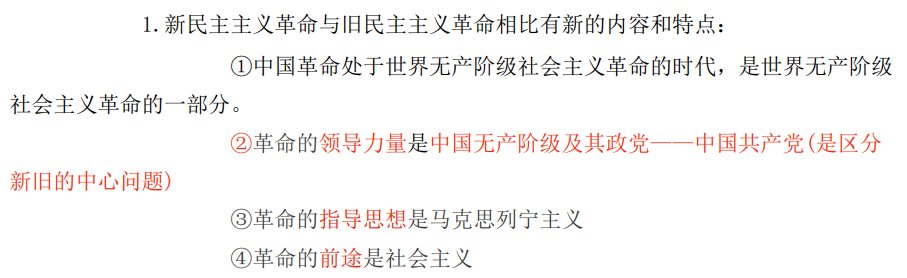 1.新民主主义革命与旧民主主义革命相比有新的内容和特点：
①中国革命处于世界无产阶级社会主义革命的时代，是世界无产阶级
社会主义革命的一部分。
②革命的领导力量是中国无产阶级及其政党——中国共产党(是区分
新旧的中心问题)
③革命的指导思想是马克思列宁主义
④革命的前途是社会主义